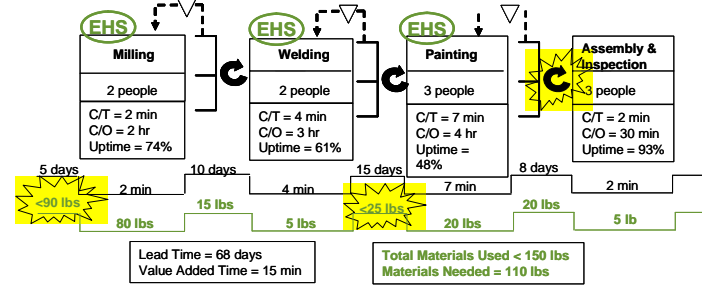 EHS
EHS
EHS
Milling
Welding
Painting
Assembly &
Inspection
2 people
2 people
3 people
3 people
C/T = 2 min
C/O = 2 hr
Uptime = 74%
C/T = 4 min
C/O = 3 hr
Uptime = 61%
C/T = 7 min
C/O = 4 hr
Uptime =
48%
C/T = 2 min
C/O = 30 min
Uptime = 93%
5 days
10 days
15 days
8 days
2 min
4 min
7 min
2 min
<90 lbs
15 lbs
<25 lbs
20 lbs
80 lbs
5 lbs
20 lbs
5 lb
Lead Time = 68 days
Value Added Time = 15 min
Total Materials Used < 150 lbs
Materials Needed = 110 lbs